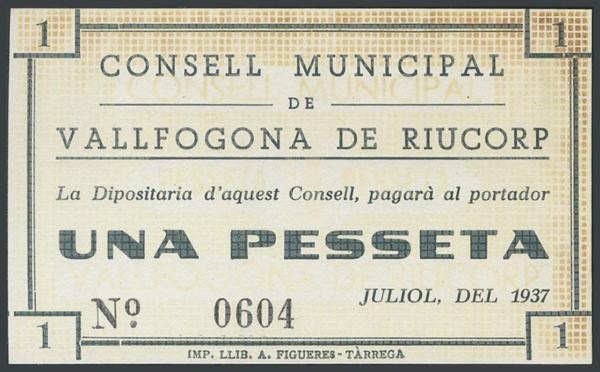 1 1
CONSELL MUNICIPAL
DE
VALLFOGONA DE RIUCORP
La Dipositaria d'aquest Consell, pagarà al portador
UNA PESSETA
JULIOL, DEL 1937
Nº 0604
1 1
IMP. LLIB. A. FIGUERES - TÀRREGA